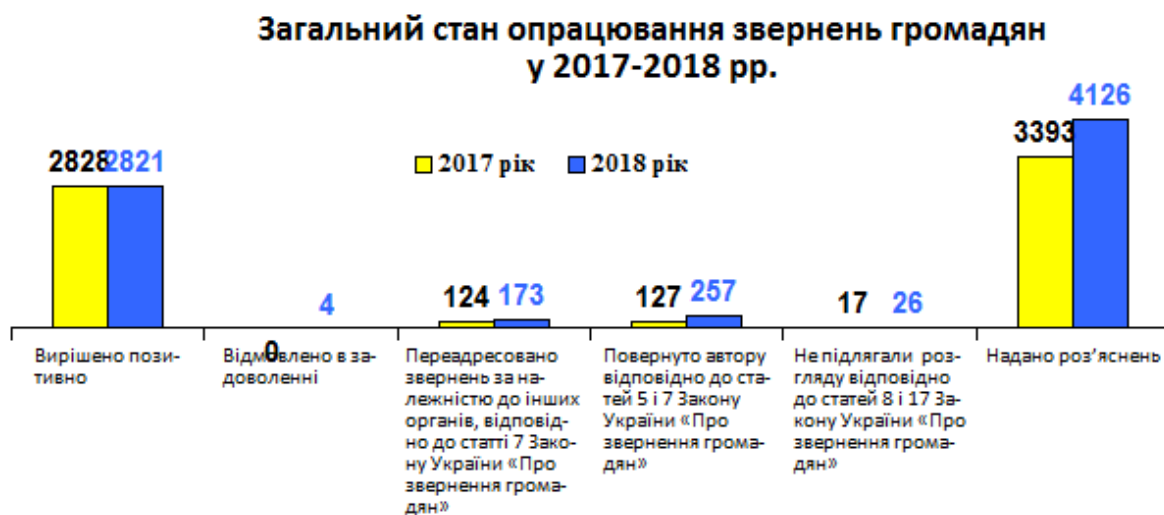 Загальний стан опрацювання звернень громадян
у 2017-2018 рр.
4126
3393
2828 2821
2017 рік 2018 рік
124 173 127 257 17 26
0 4
Вирішено пози-
тивно
Відмовлено в за-
доволенні
Переадресовано
звернень за на-
лежністю до інших
органів, відповід-
но до статті 7 Зако-
ну України «Про
звернення грома-
дян»
Повернуто автору
відповідно до ста-
тей 5 і 7 Закону
України «Про
звернення грома-
дян»
Не підлягали роз-
гляду відповідно
до статей 8 і 17 За-
кону України «Про
звернення грома-
дян»
Надано роз’яснень